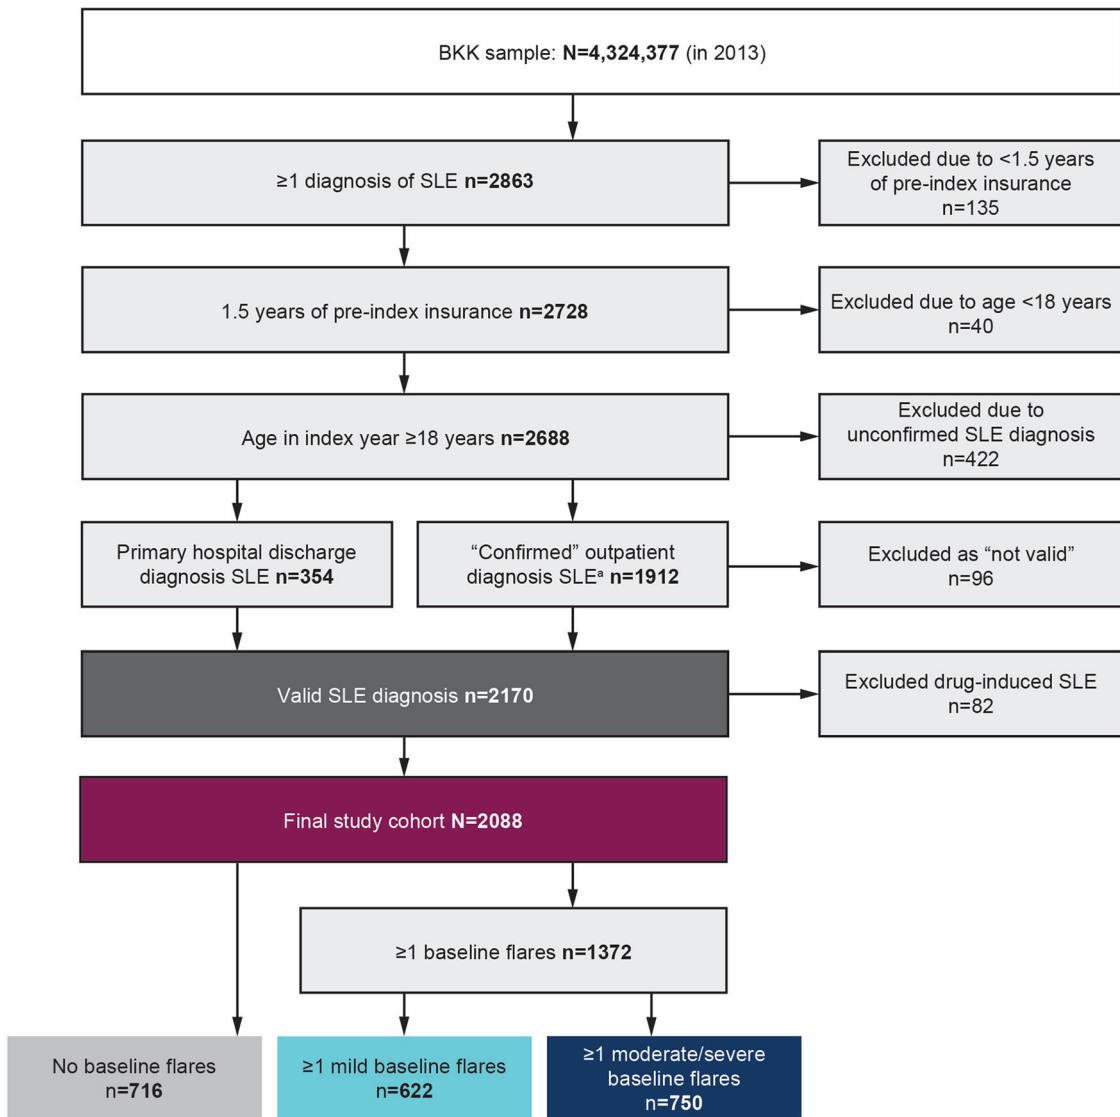 BKK sample: N=4,324,377 (in 2013)
≥1 diagnosis of SLE n=2863
Excluded due to <1.5 years
of pre-index insurance
n=135
1.5 years of pre-index insurance n=2728
Excluded due to age <18 years
n=40
Age in index year ≥18 years n=2688
Excluded due to
unconfirmed SLE diagnosis
n=422
Primary hospital discharge
diagnosis SLE n=354
“Confirmed” outpatient
diagnosis SLEᵃ n=1912
Excluded as “not valid”
n=96
Valid SLE diagnosis n=2170
Excluded drug-induced SLE
n=82
Final study cohort N=2088
≥1 baseline flares n=1372
No baseline flares
n=716
≥1 mild baseline flares
n=622
≥1 moderate/severe
baseline flares
n=750